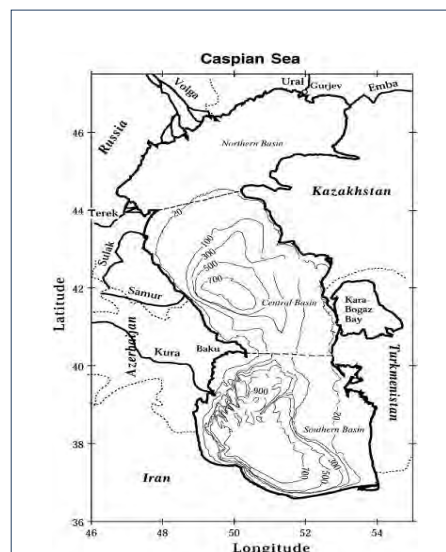 Caspian Sea
Volga
Ural
Gurjev
Emba
Russia
Northern Basin
Kazakhstan
Terek
Sulak
Samur
20
100
300
500
700
Central Basin
Kara-
Bogaz
Bay
Azerbaijan
Kura
Baku
Turkmenistan
900
20
Southern Basin
700
500
300
Iran
Latitude
46
44
42
40
38
36
46
48
50
52
54
Longitude